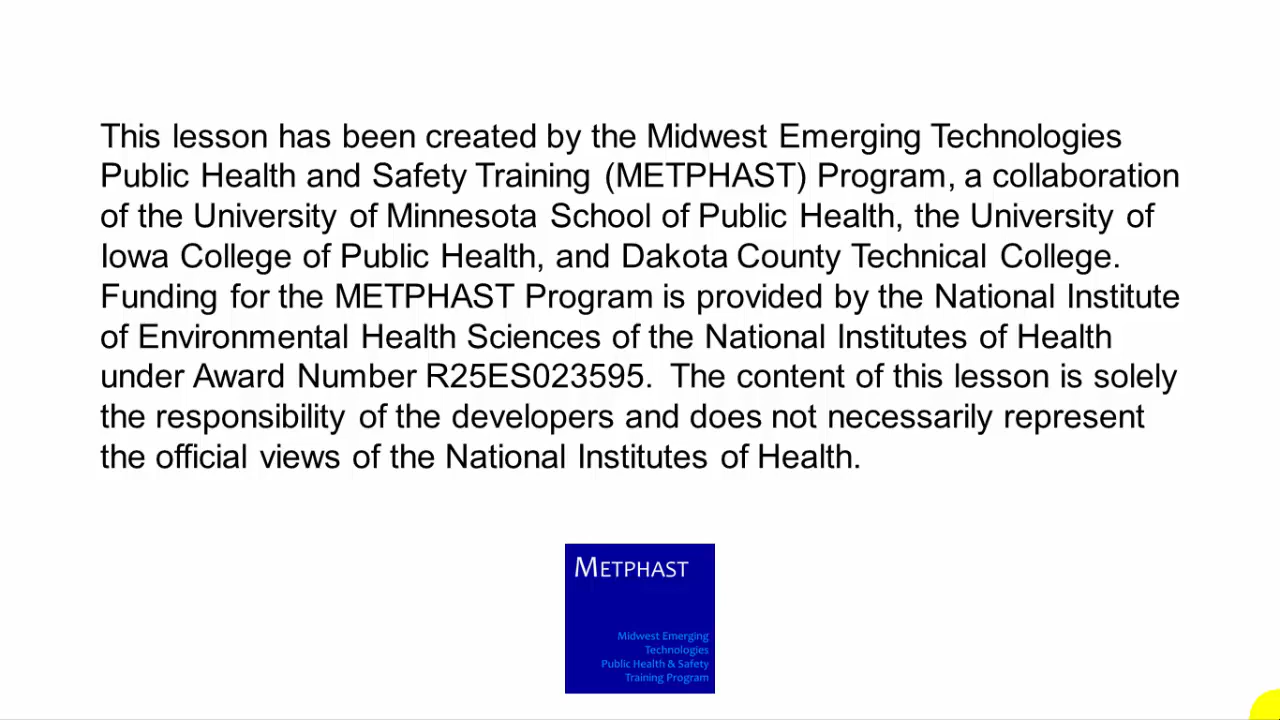 This lesson has been created by the Midwest Emerging Technologies
Public Health and Safety Training (METPHAST) Program, a collaboration
of the University of Minnesota School of Public Health, the University of
Iowa College of Public Health, and Dakota County Technical College.
Funding for the METPHAST Program is provided by the National Institute
of Environmental Health Sciences of the National Institutes of Health
under Award Number R25ES023595.  The content of this lesson is solely
the responsibility of the developers and does not necessarily represent
the official views of the National Institutes of Health.
METPHAST
Midwest Emerging
Technologies
Public Health & Safety
Training Program